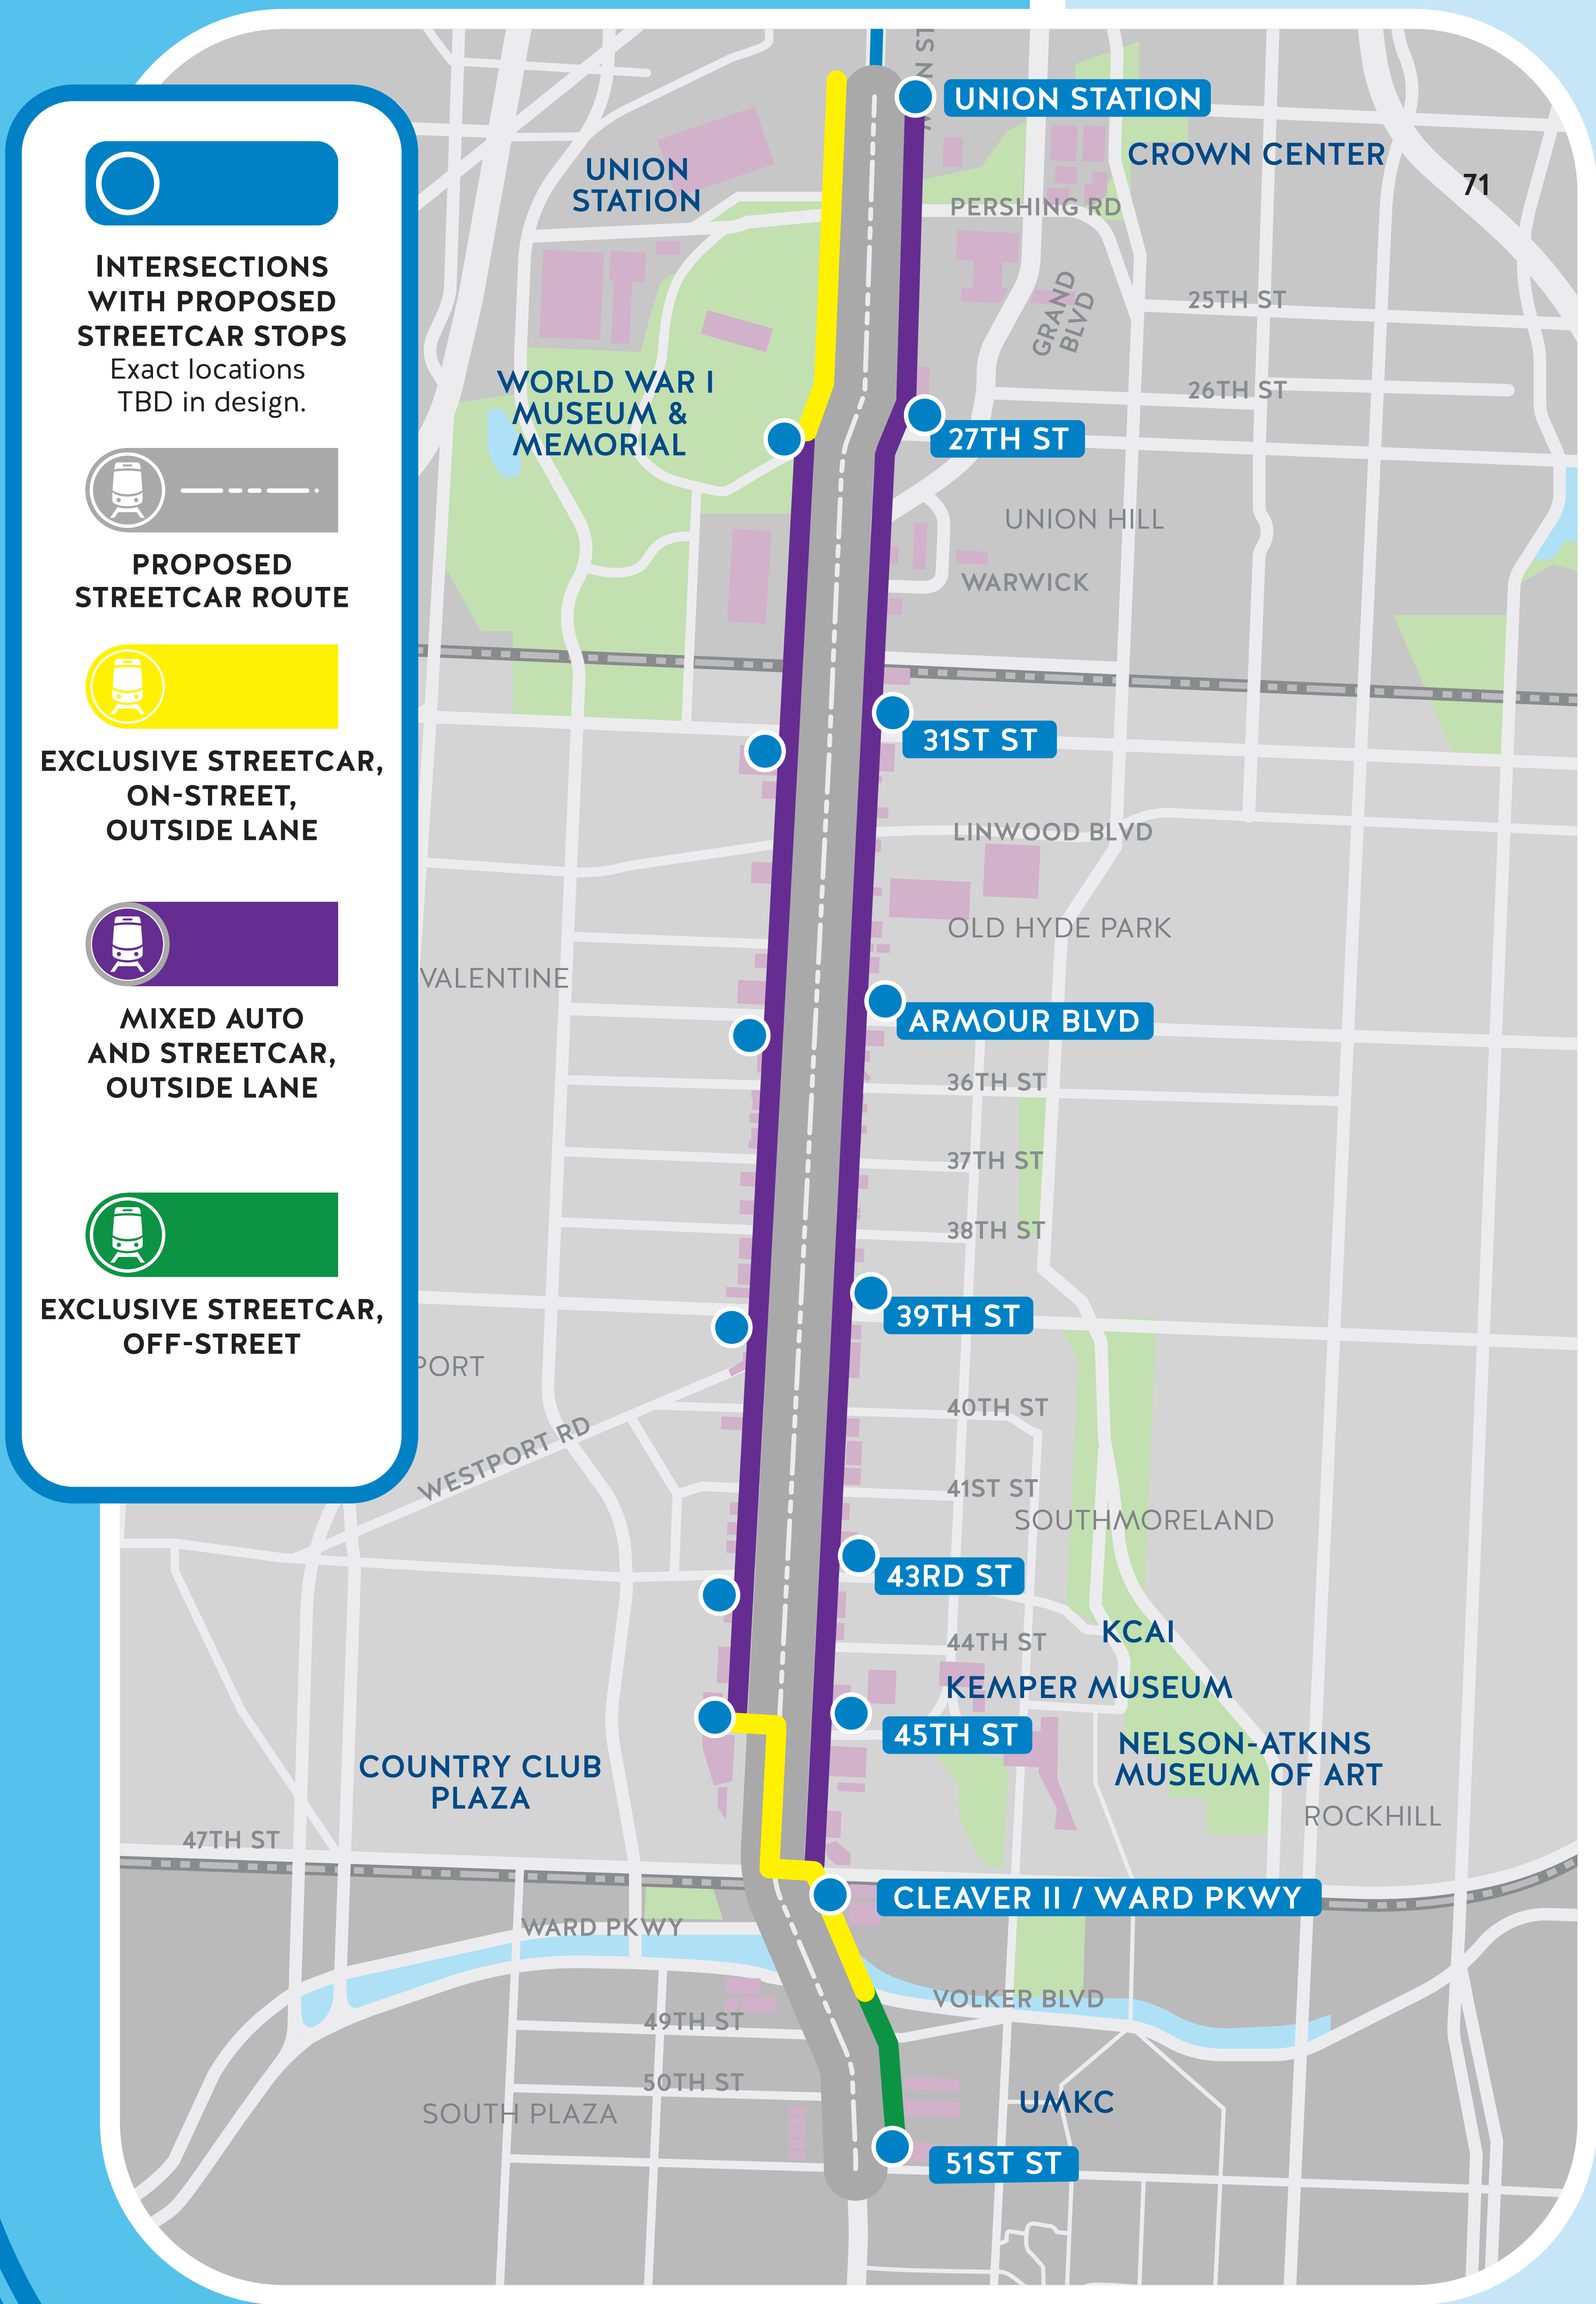 INTERSECTIONS
WITH PROPOSED
STREETCAR STOPS
Exact locations
TBD in design.
PROPOSED
STREETCAR ROUTE
EXCLUSIVE STREETCAR,
ON-STREET,
OUTSIDE LANE
MIXED AUTO
AND STREETCAR,
OUTSIDE LANE
EXCLUSIVE STREETCAR,
OFF-STREET
N ST
UNION STATION
CROWN CENTER
71
UNION
STATION
PERSHING RD
GRAND
BLVD
25TH ST
26TH ST
WORLD WAR I
MUSEUM &
MEMORIAL
27TH ST
UNION HILL
WARWICK
31ST ST
LINWOOD BLVD
OLD HYDE PARK
VALENTINE
ARMOUR BLVD
36TH ST
37TH ST
38TH ST
39TH ST
PORT
40TH ST
WESTPORT RD
41ST ST
SOUTHMORELAND
43RD ST
KCAI
44TH ST
KEMPER MUSEUM
45TH ST
NELSON-ATKINS
MUSEUM OF ART
COUNTRY CLUB
PLAZA
ROCKHILL
47TH ST
CLEAVER II / WARD PKWY
WARD PKWY
VOLKER BLVD
49TH ST
50TH ST
SOUTH PLAZA
UMKC
51ST ST